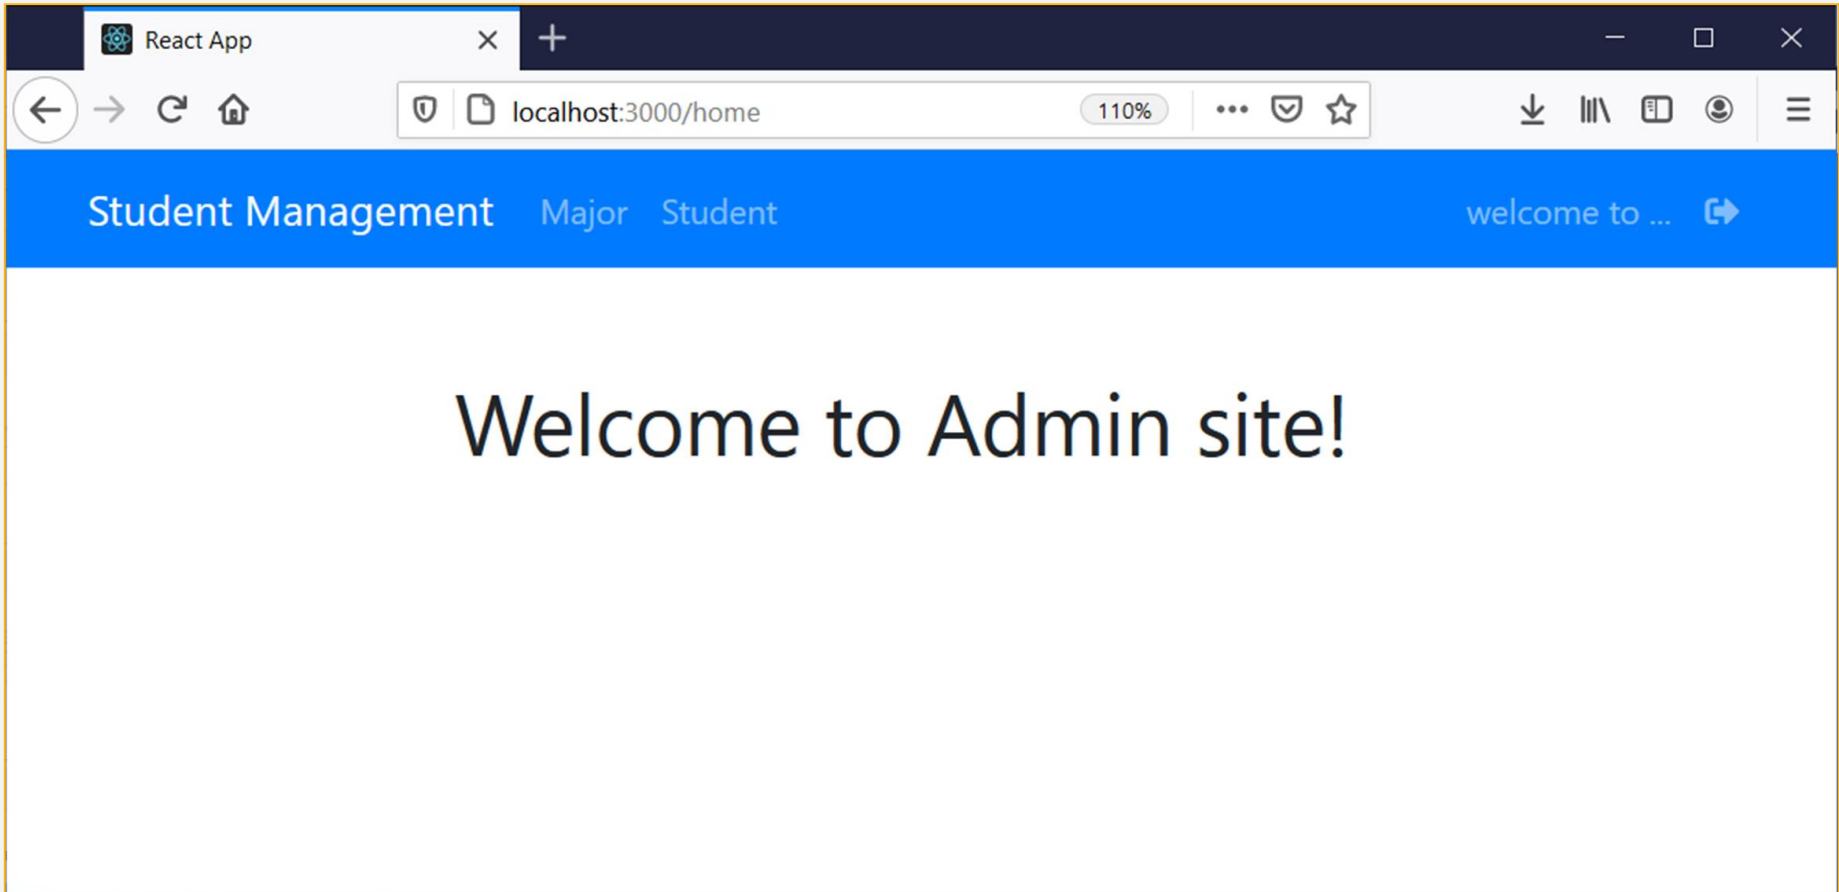 React App
localhost:3000/home 110%
Student Management Major Student welcome to ...
Welcome to Admin site!